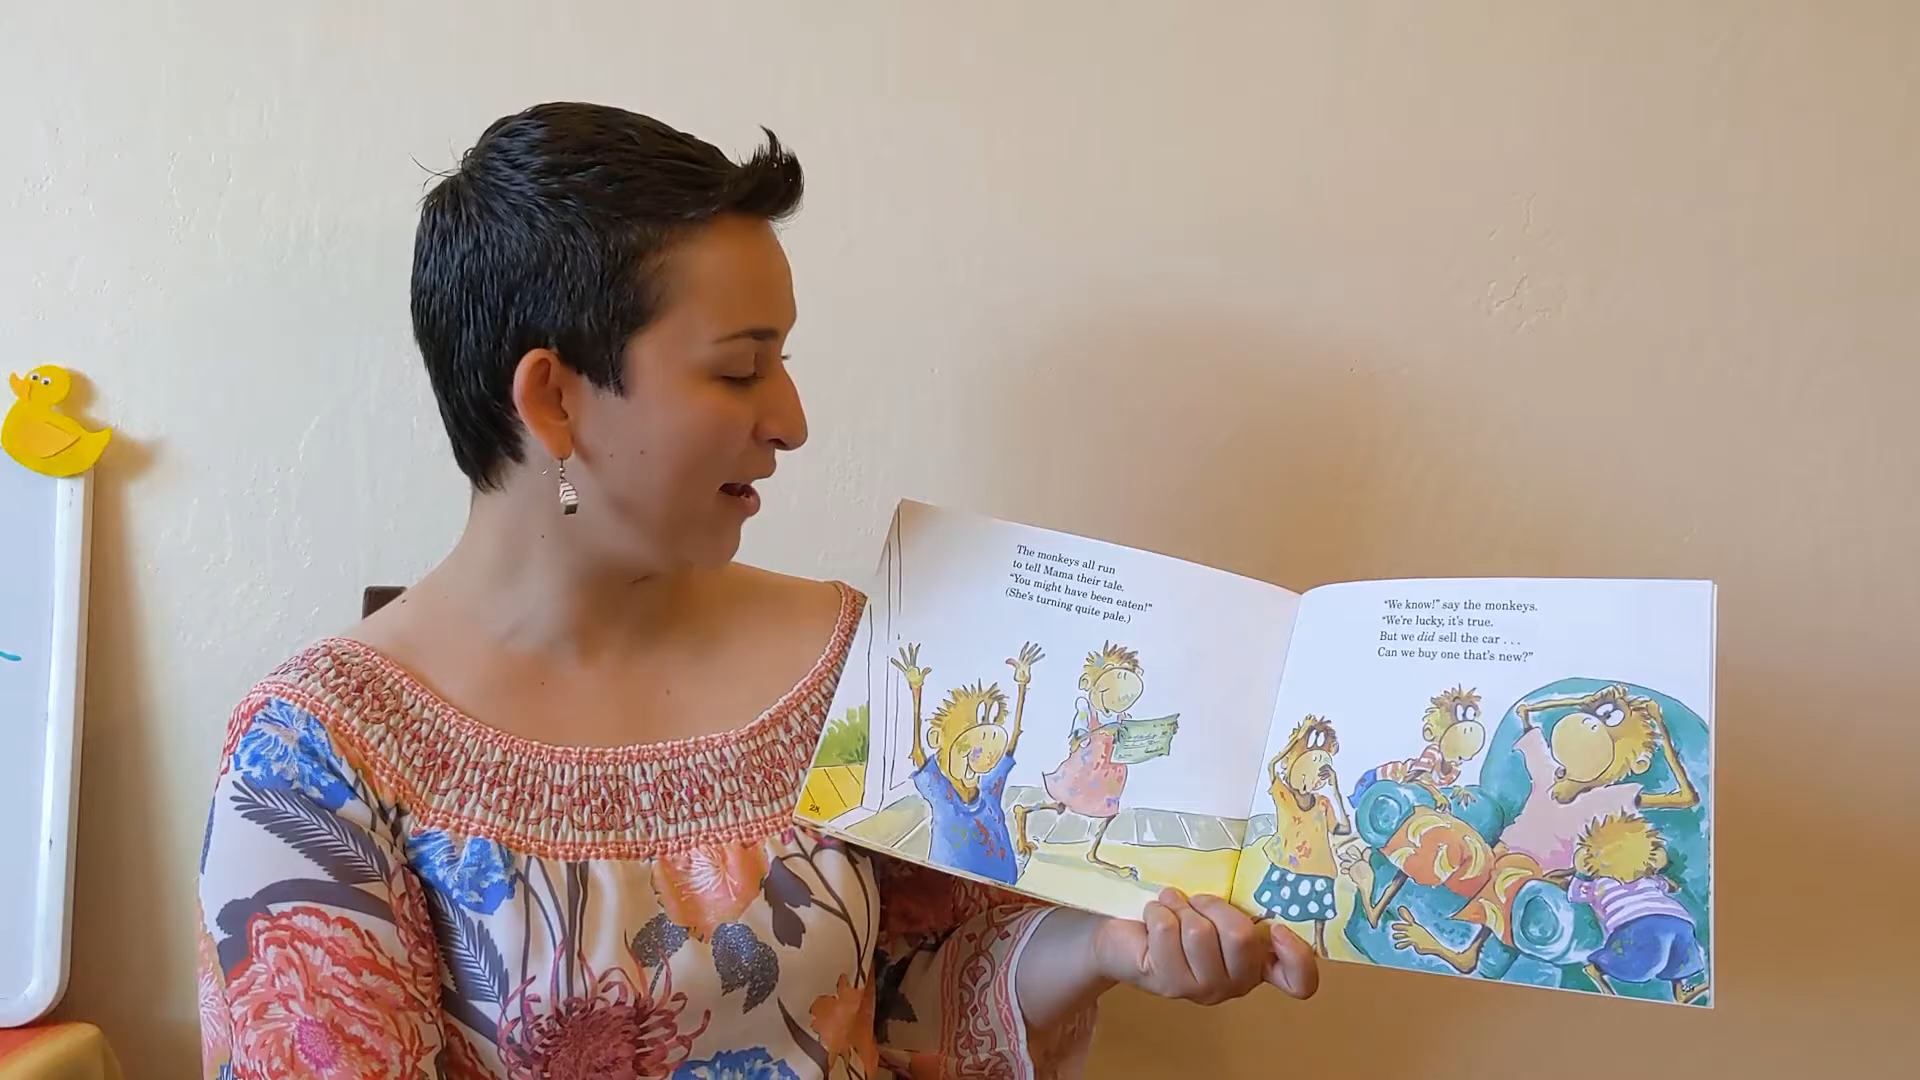 The monkeys all run
to tell Mama their tale.
"You might have been eaten!"
(She's turning quite pale.)
"We know!" say the monkeys.
"We're lucky, it's true.
But we did sell the car . . .
Can we buy one that's new?"